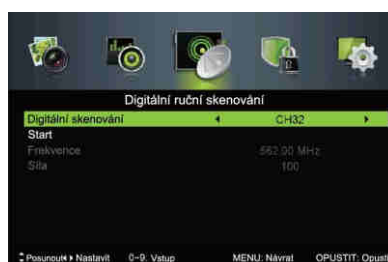 Digitální ruční skenování
Digitální skenování CH32
Start
Frekvence 562.00 MHz
Síla 100
Posunout Nastavit 0-9: Vstup MENU: Návrat OPUSTIT: Opusti